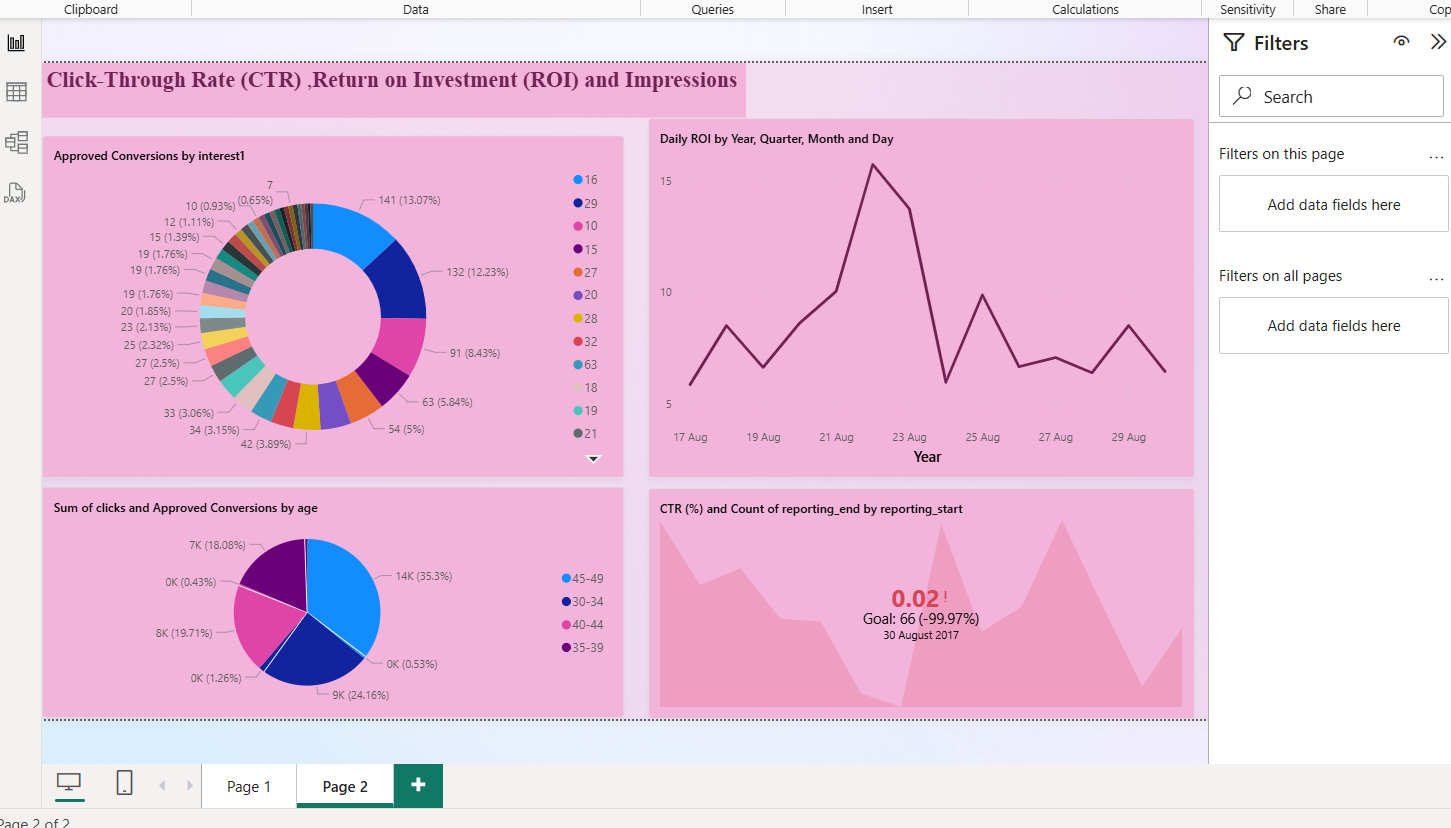 Clipboard
Data
Queries
Insert
Calculations
Sensitivity
Share
Cop
Filters
Search
Filters on this page
...
Add data fields here
Filters on all pages
...
Add data fields here
DAX
Click-Through Rate (CTR) ,Return on Investment (ROI) and Impressions
Approved Conversions by interest1
141 (13.07%)
132 (12.23%)
91 (8.43%)
63 (5.84%)
54 (5%)
42 (3.89%)
34 (3.15%)
33 (3.06%)
27 (2.5%)
27 (2.5%)
25 (2.32%)
23 (2.13%)
20 (1.85%)
19 (1.76%)
19 (1.76%)
19 (1.76%)
15 (1.39%)
12 (1.11%)
10 (0.93%)
7
(0.65%)
16
29
10
15
27
20
28
32
63
18
19
21
Daily ROI by Year, Quarter, Month and Day
15
10
5
17 Aug
19 Aug
21 Aug
23 Aug
25 Aug
27 Aug
29 Aug
Year
Sum of clicks and Approved Conversions by age
14K (35.3%)
0K (0.53%)
9K (24.16%)
0K (1.26%)
8K (19.71%)
0K (0.43%)
7K (18.08%)
45-49
30-34
40-44
35-39
CTR (%) and Count of reporting_end by reporting_start
0.02 !
Goal: 66 (-99.97%)
30 August 2017
Page 1
Page 2
Page 2 of 2